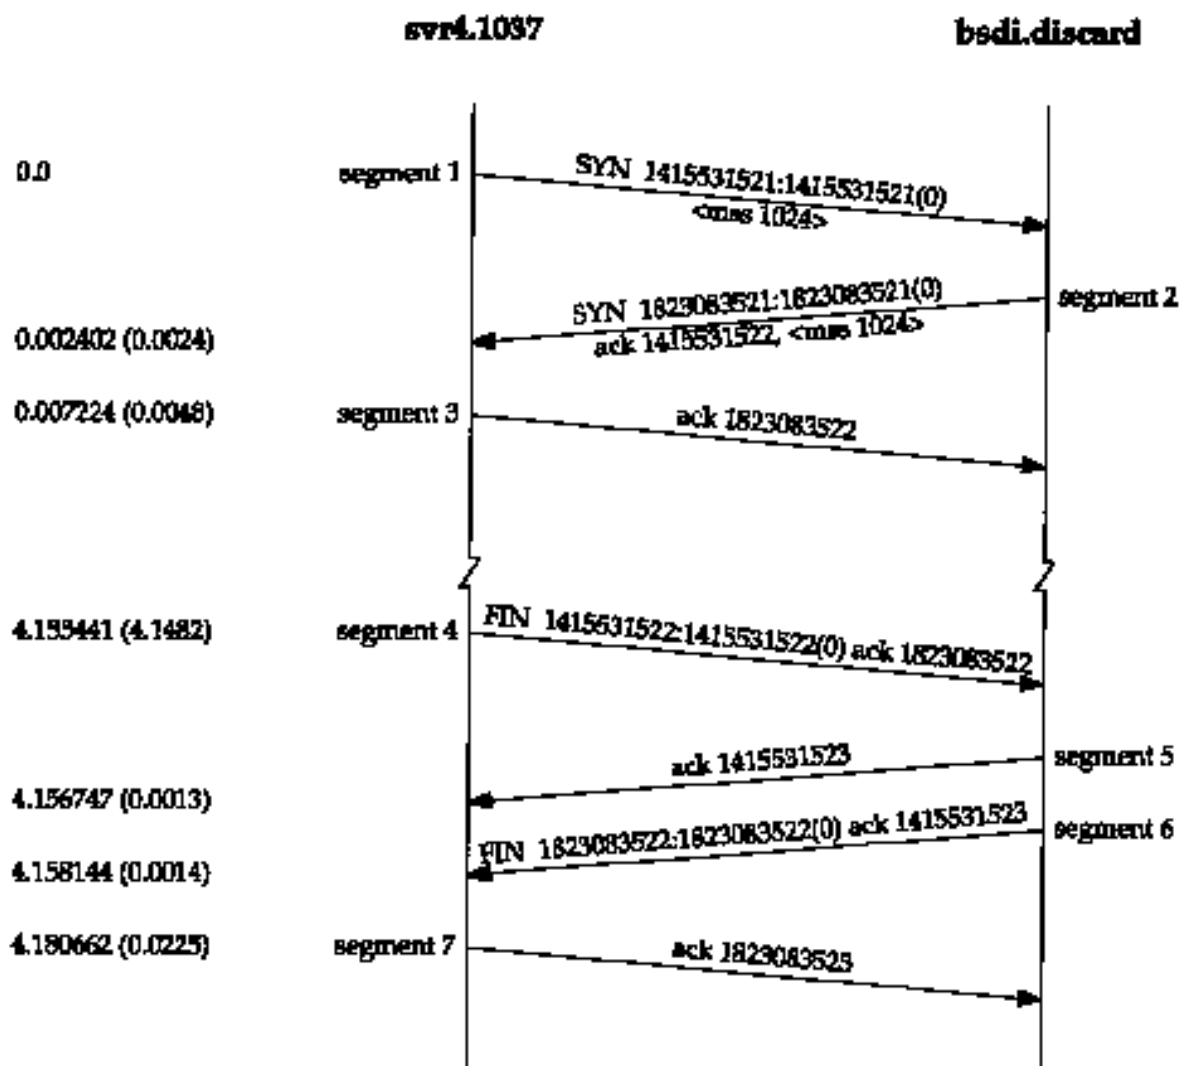 svr4.1037 bsdi.discard
0.0 segment 1 SYN 1415531521:1415531521(0)
<mss 1024>
SYN 1823083521:1823083521(0) segment 2
0.002402 (0.0024) ack 1415531522, <mss 1024>
0.007224 (0.0048) segment 3 ack 1823083522
4.155441 (4.1482) segment 4 FIN 1415531522:1415531522(0) ack 1823083522
ack 1415531523 segment 5
4.156747 (0.0013)
FIN 1823083522:1823083522(0) ack 1415531523 segment 6
4.158144 (0.0014)
4.180662 (0.0225) segment 7 ack 1823083523